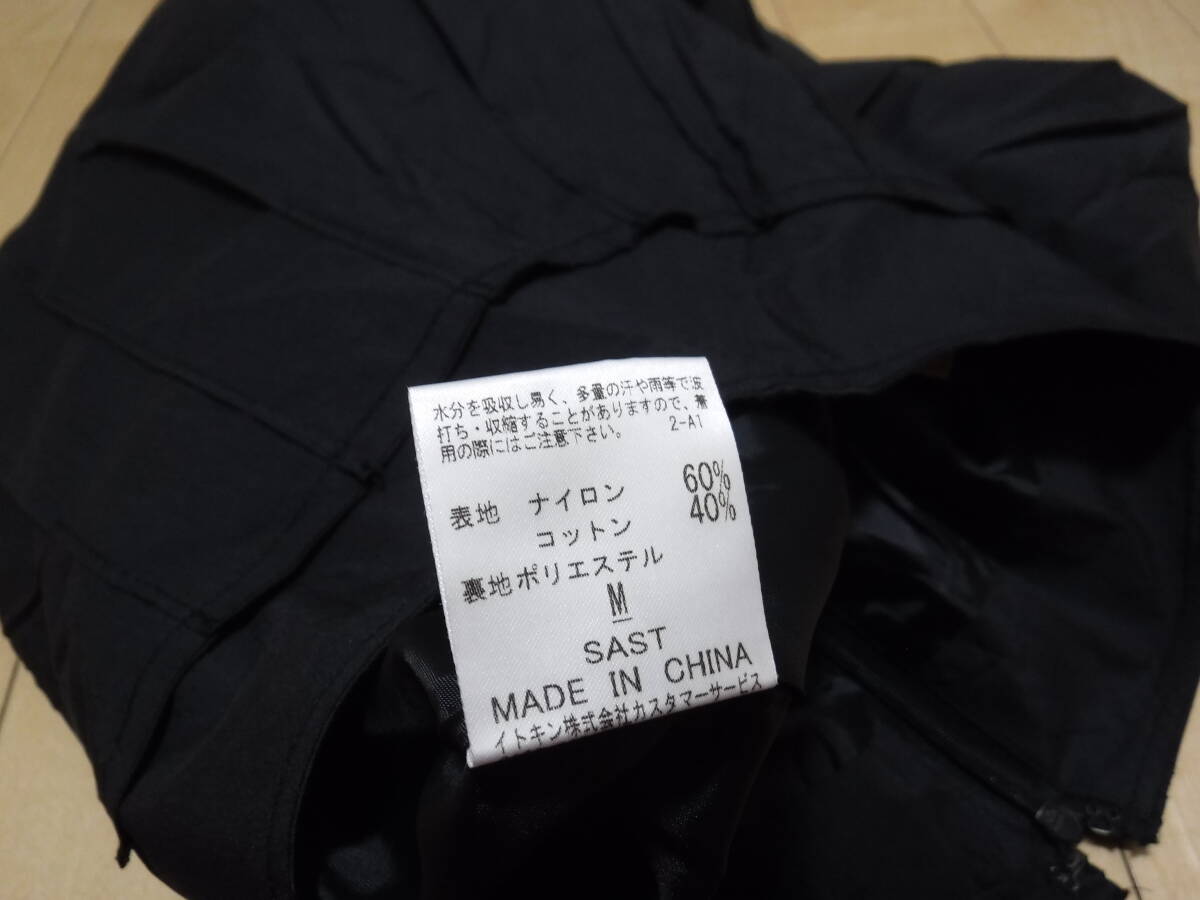 水分を吸収し易く、多量の汗や雨等で波
打ち・収縮することがありますので、着
用の際にはご注意下さい。 2-A1
表地 ナイロン 60%
コットン 40%
裏地ポリエステル
M
SAST
MADE IN CHINA
イトキン株式会社カスタマーサービス